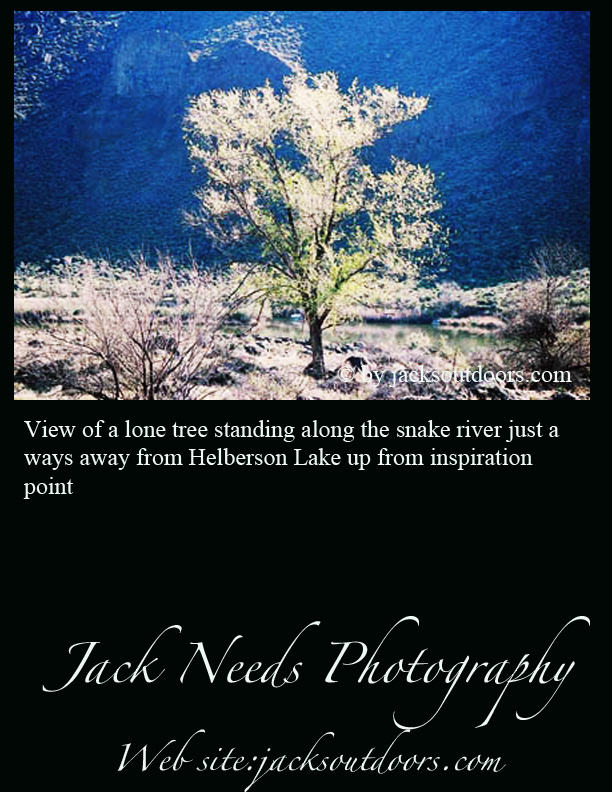 © by jacksoutdoors.com
View of a lone tree standing along the snake river just a
ways away from Helberson Lake up from inspiration
point
Jack Needs Photography
Web site:jacksoutdoors.com